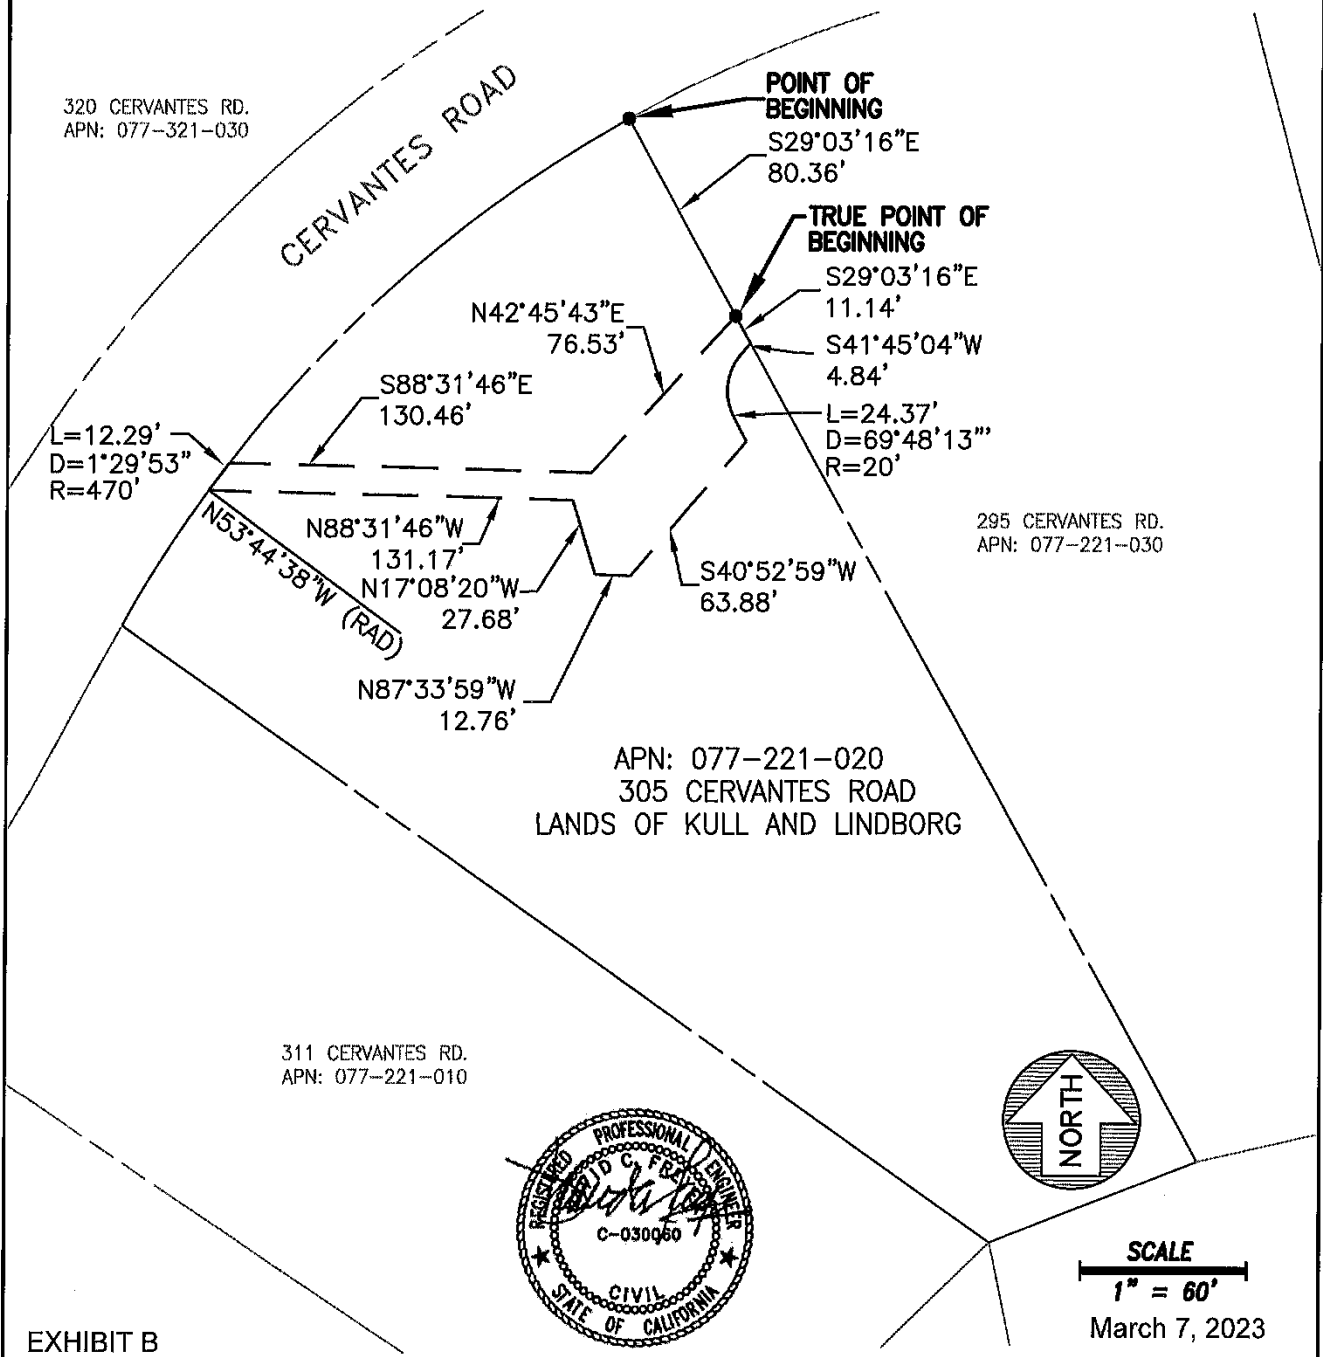 320 CERVANTES RD.
APN: 077-321-030
CERVANTES ROAD
POINT OF
BEGINNING
S29°03'16"E
80.36'
TRUE POINT OF
BEGINNING
S29°03'16"E
11.14'
S41°45'04"W
4.84'
L=24.37'
D=69°48'13"'
R=20'
N42°45'43"E
76.53'
S88°31'46"E
130.46'
L=12.29'
D=1°29'53"
R=470'
N53°44'38"W (RAD)
N88°31'46"W
131.17'
N17°08'20"W
27.68'
N87°33'59"W
12.76'
S40°52'59"W
63.88'
295 CERVANTES RD.
APN: 077-221-030
APN: 077-221-020
305 CERVANTES ROAD
LANDS OF KULL AND LINDBORG
311 CERVANTES RD.
APN: 077-221-010
REGISTERED PROFESSIONAL ENGINEER
C-030060
CIVIL
STATE OF CALIFORNIA
NORTH
SCALE
1" = 60'
March 7, 2023
EXHIBIT B